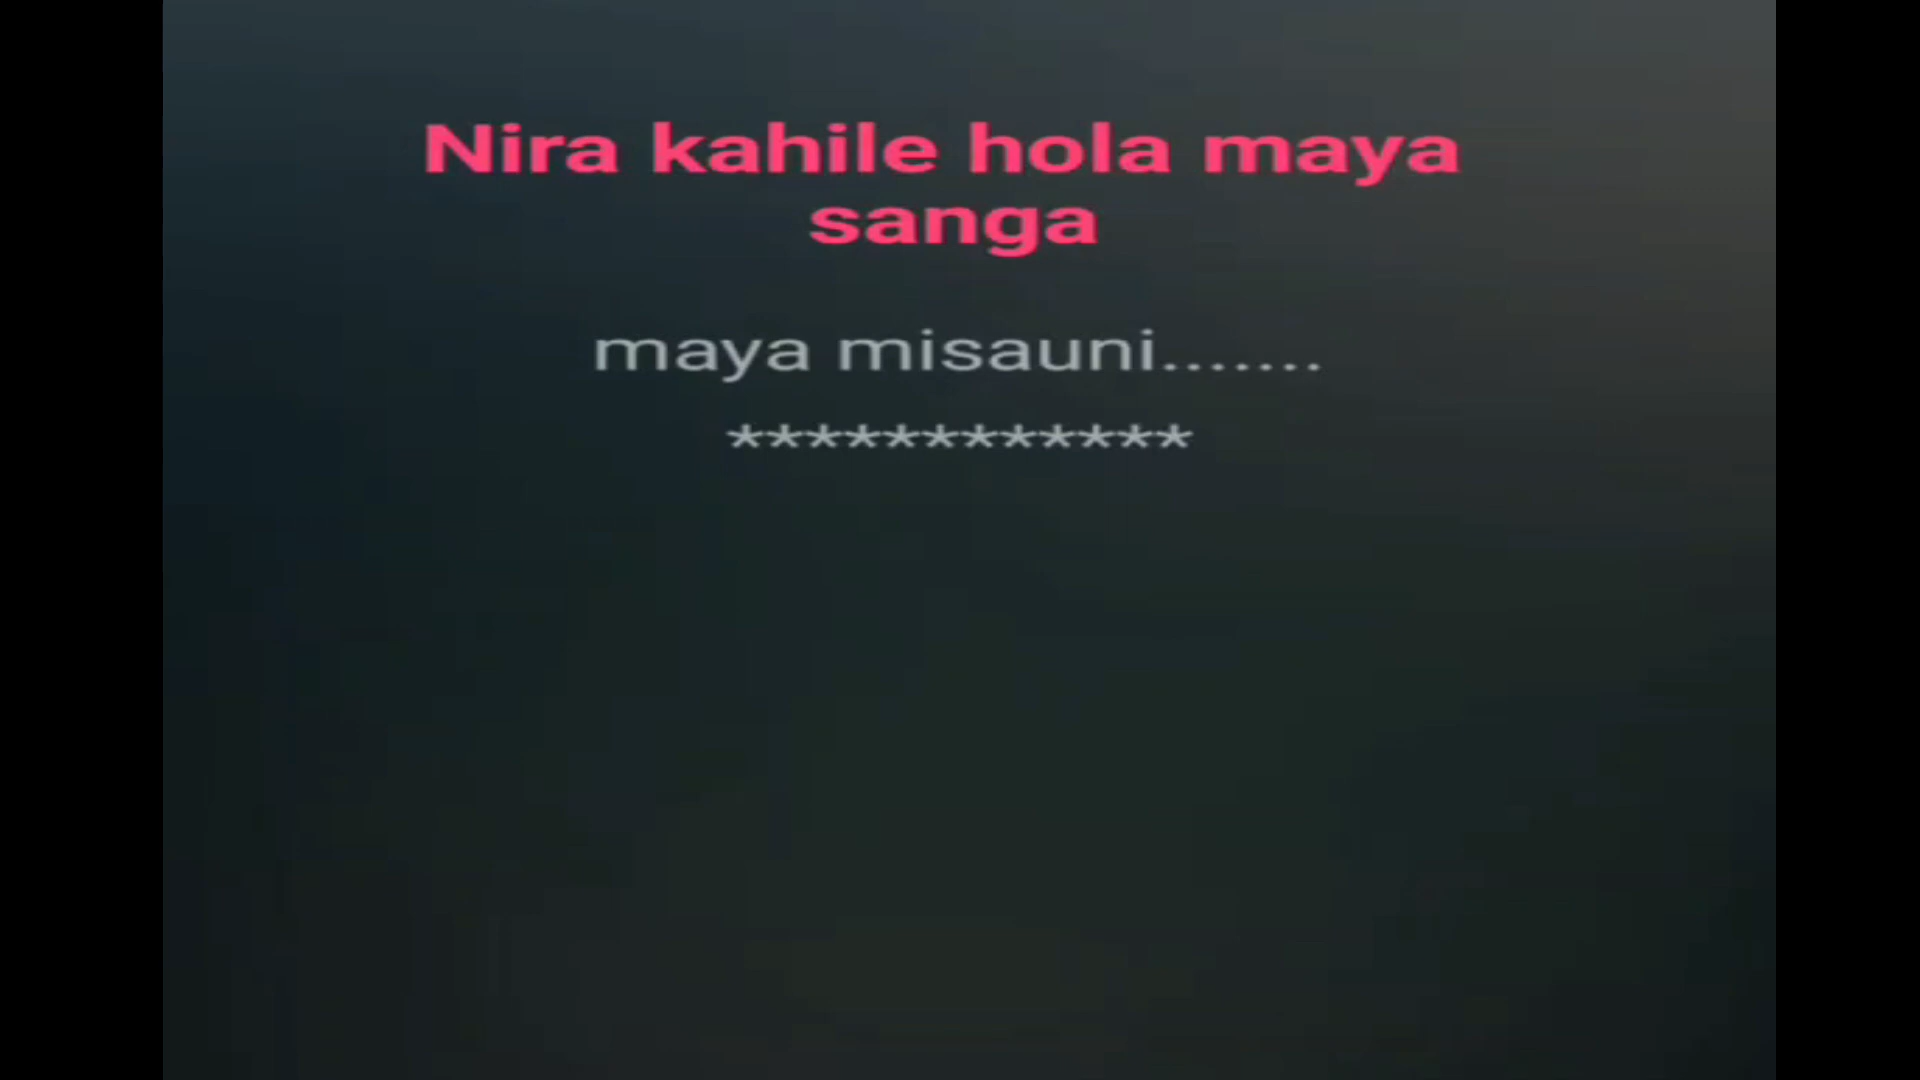 Nira kahile hola maya
sanga
maya misauni.......
************